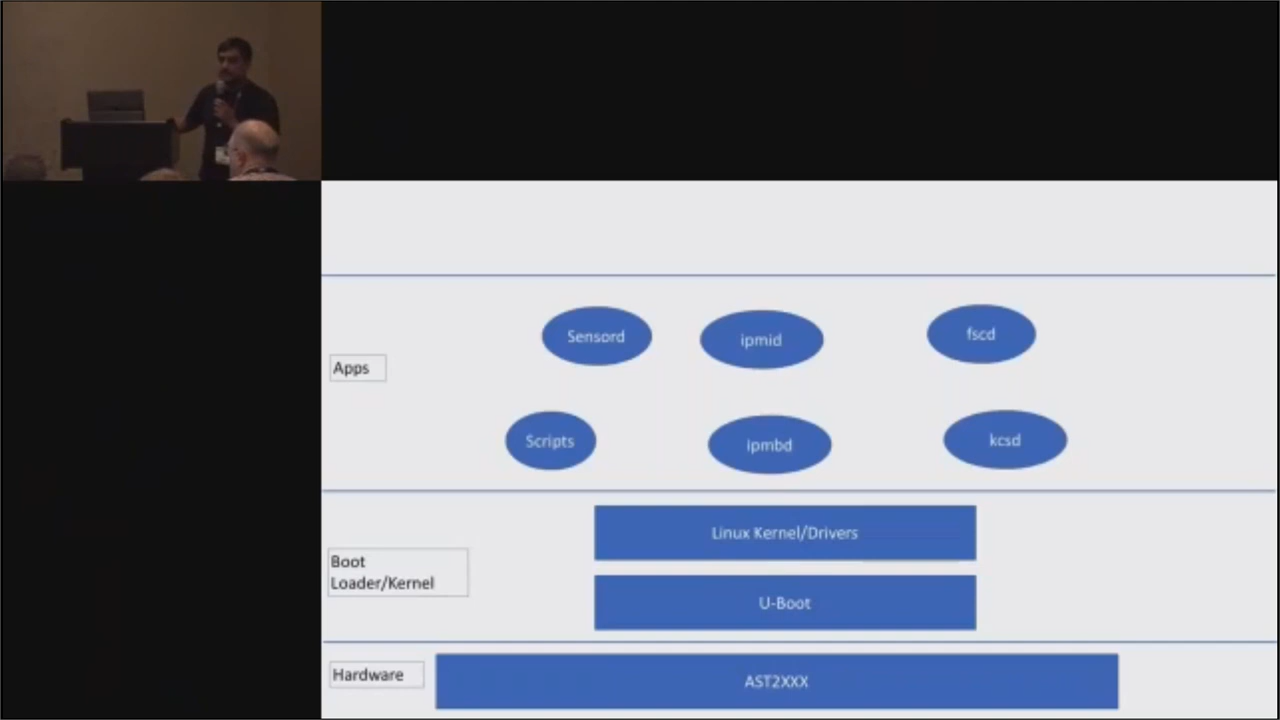 Sensord
ipmid
fscd
Apps
Scripts
ipmbd
kcsd
Linux Kernel/Drivers
Boot
Loader/Kernel
U-Boot
Hardware
AST2XXX